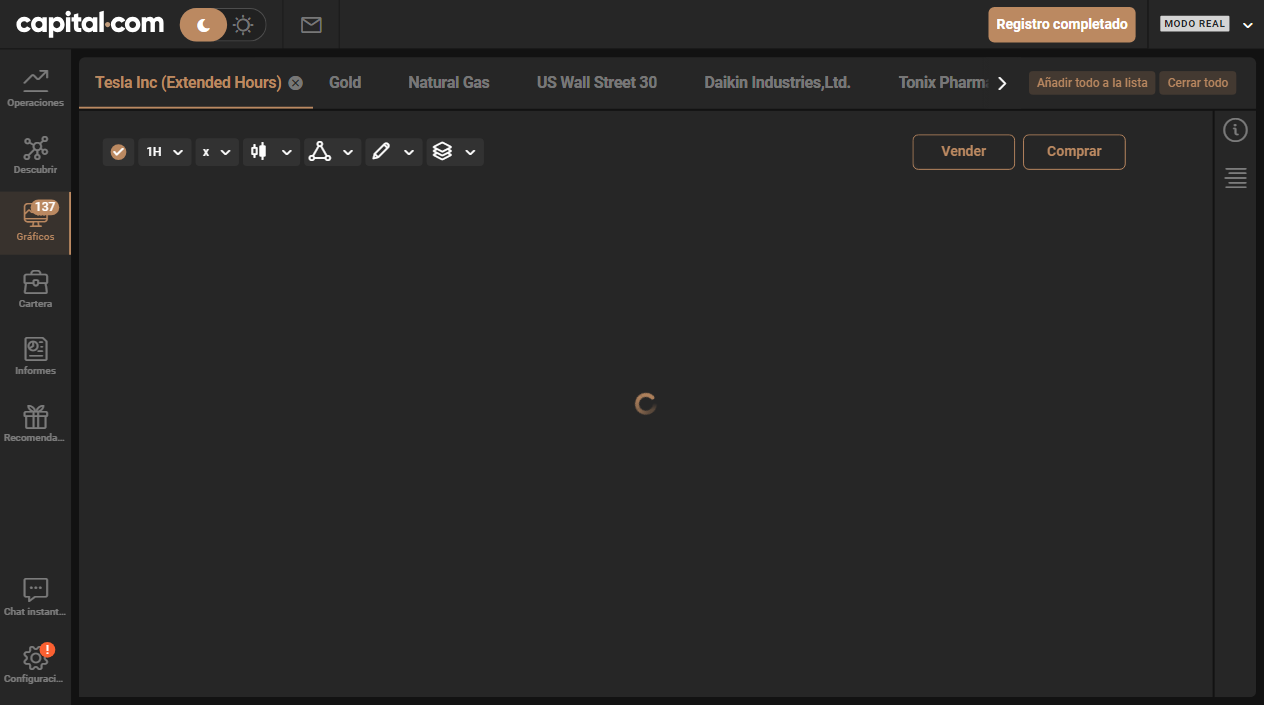 capital.com
Registro completado
MODO REAL
Operaciones
Descubrir
137
Gráficos
Cartera
Informes
Recomenda...
Chat instant...
!
Configuraci...
Tesla Inc (Extended Hours)
Gold
Natural Gas
US Wall Street 30
Daikin Industries,Ltd.
Tonix Pharm
Añadir todo a la lista
Cerrar todo
1H
x
Vender
Comprar